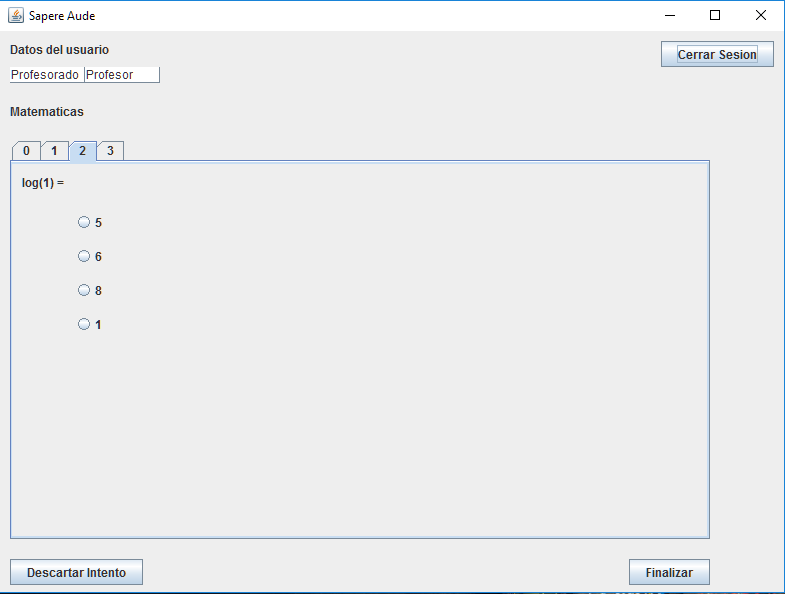 Sapere Aude
Datos del usuario
Cerrar Sesion
Profesorado Profesor
Matematicas
0 1 2 3
log(1) =
5
6
8
1
Descartar Intento
Finalizar